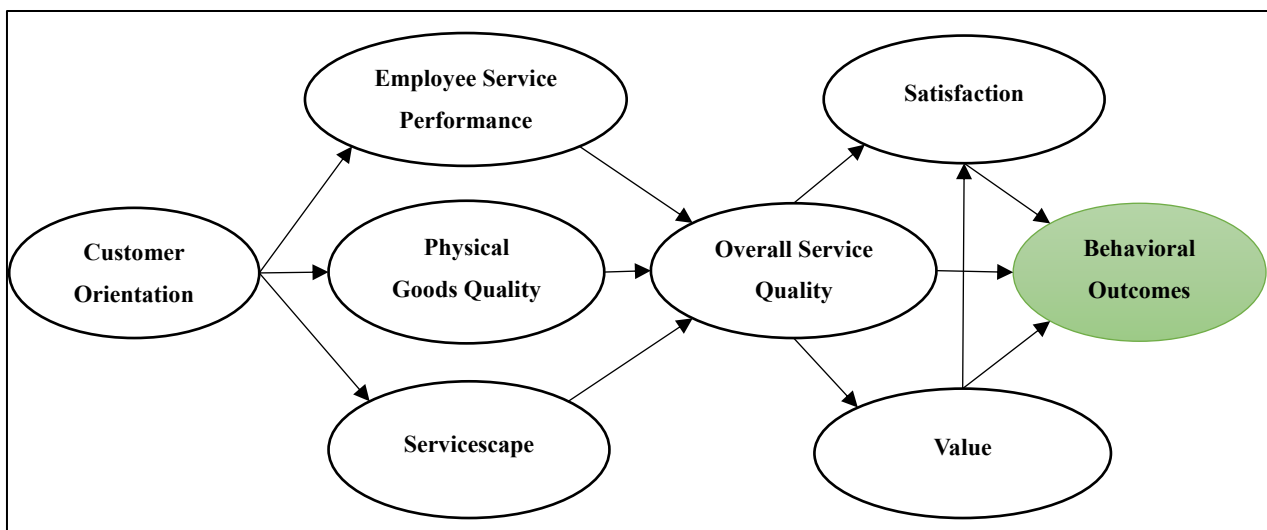 Employee Service
Performance
Satisfaction
Customer
Orientation
Physical
Goods Quality
Overall Service
Quality
Behavioral
Outcomes
Servicescape
Value